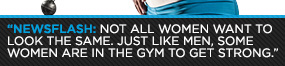 “NEWSFLASH: NOT ALL WOMEN WANT TO
LOOK THE SAME. JUST LIKE MEN, SOME
WOMEN ARE IN THE GYM TO GET STRONG.”